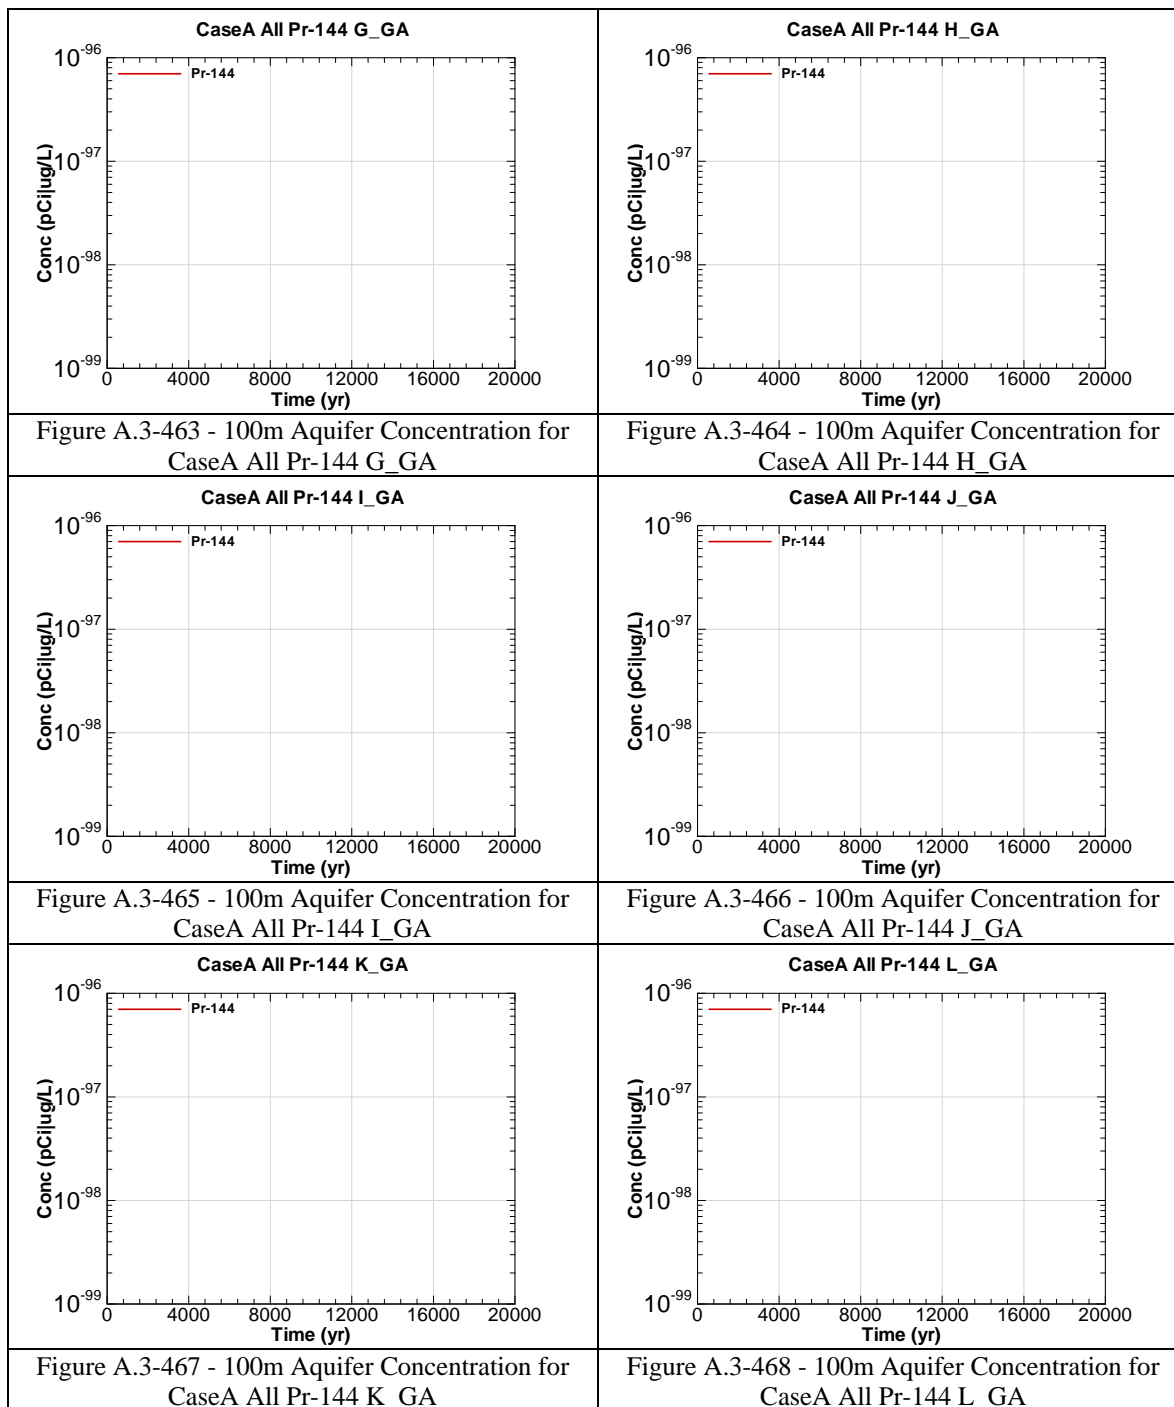 CaseA All Pr-144 G_GA
10^-96
Pr-144
10^-97
10^-98
10^-99
Conc (pCi|ug/L)
0 4000 8000 12000 16000 20000
Time (yr)
Figure A.3-463 - 100m Aquifer Concentration for
CaseA All Pr-144 G_GA
CaseA All Pr-144 H_GA
10^-96
Pr-144
10^-97
10^-98
10^-99
Conc (pCi|ug/L)
0 4000 8000 12000 16000 20000
Time (yr)
Figure A.3-464 - 100m Aquifer Concentration for
CaseA All Pr-144 H_GA
CaseA All Pr-144 I_GA
10^-96
Pr-144
10^-97
10^-98
10^-99
Conc (pCi|ug/L)
0 4000 8000 12000 16000 20000
Time (yr)
Figure A.3-465 - 100m Aquifer Concentration for
CaseA All Pr-144 I_GA
CaseA All Pr-144 J_GA
10^-96
Pr-144
10^-97
10^-98
10^-99
Conc (pCi|ug/L)
0 4000 8000 12000 16000 20000
Time (yr)
Figure A.3-466 - 100m Aquifer Concentration for
CaseA All Pr-144 J_GA
CaseA All Pr-144 K_GA
10^-96
Pr-144
10^-97
10^-98
10^-99
Conc (pCi|ug/L)
0 4000 8000 12000 16000 20000
Time (yr)
Figure A.3-467 - 100m Aquifer Concentration for
CaseA All Pr-144 K_GA
CaseA All Pr-144 L_GA
10^-96
Pr-144
10^-97
10^-98
10^-99
Conc (pCi|ug/L)
0 4000 8000 12000 16000 20000
Time (yr)
Figure A.3-468 - 100m Aquifer Concentration for
CaseA All Pr-144 L_GA